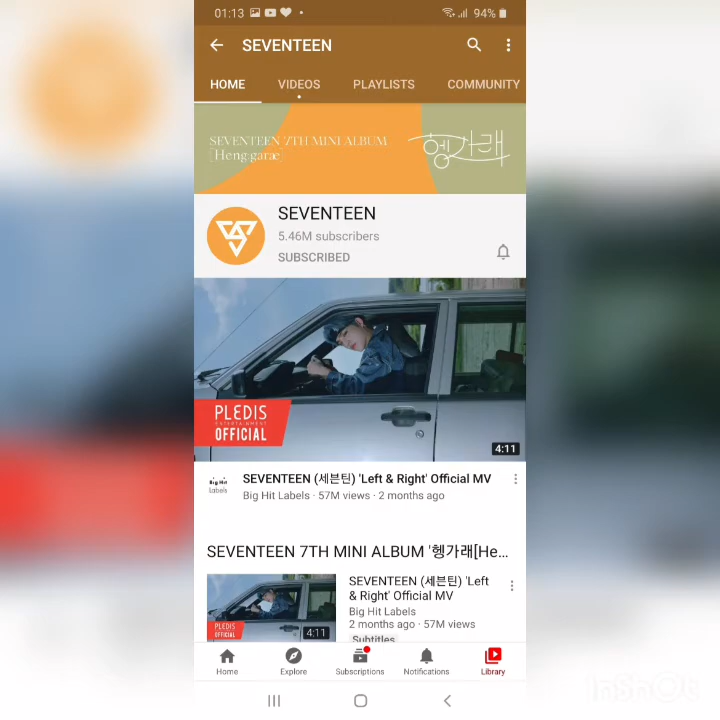 01:13 94%
SEVENTEEN
HOME VIDEOS PLAYLISTS COMMUNITY
SEVENTEEN 7TH MINI ALBUM
[Heng:garæ]
헹가래
SEVENTEEN
5.46M subscribers
SUBSCRIBED
PLEDIS
ENTERTAINMENT
OFFICIAL
4:11
Big Hit
Labels
SEVENTEEN (세븐틴) 'Left & Right' Official MV
Big Hit Labels · 57M views · 2 months ago
SEVENTEEN 7TH MINI ALBUM '헹가래[He...
SEVENTEEN (세븐틴) 'Left
& Right' Official MV
Big Hit Labels
2 months ago · 57M views
Subtitles
PLEDIS
OFFICIAL
4:11
Home Explore Subscriptions Notifications Library
InShOt